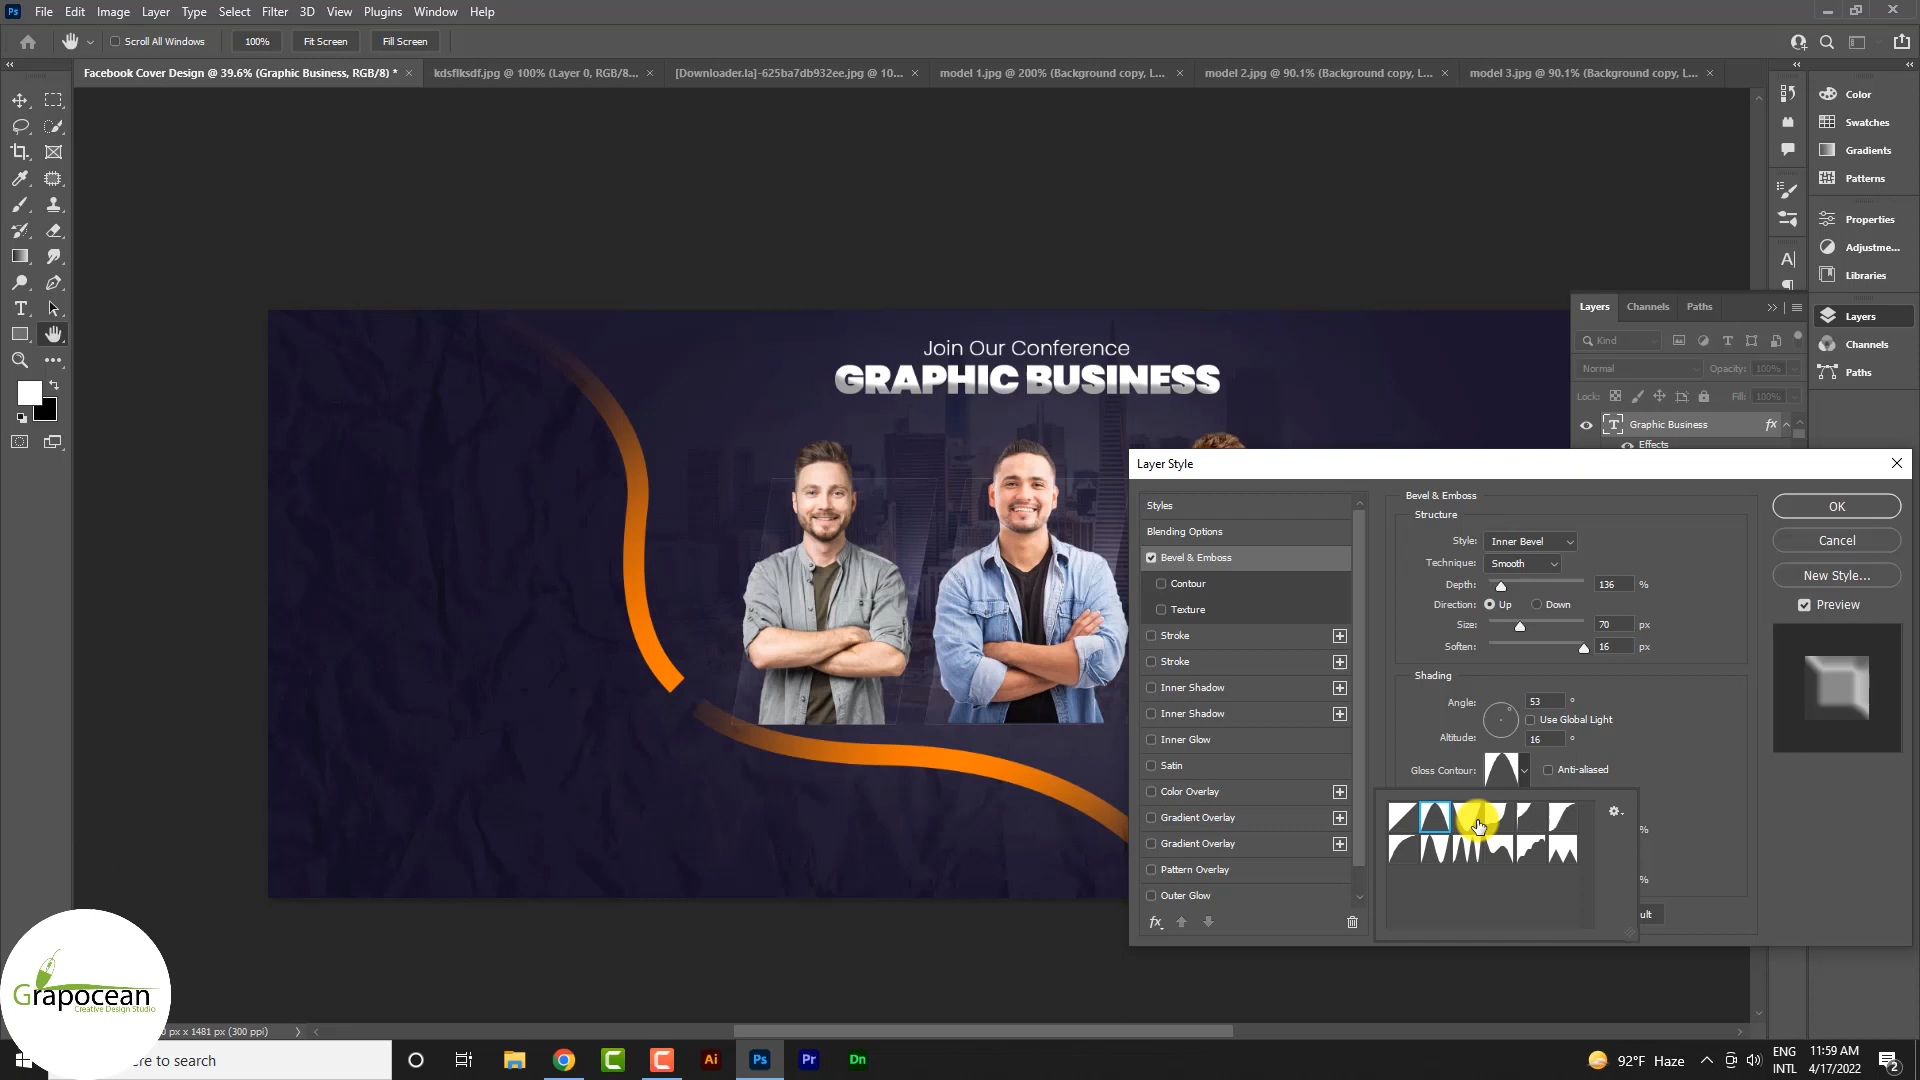 Ps File Edit Image Layer Type Select Filter 3D View Plugins Window Help
Scroll All Windows 100% Fit Screen Fill Screen
Facebook Cover Design @ 39.6% (Graphic Business, RGB/8) *
kdsflksdf.jpg @ 100% (Layer 0, RGB/8...
[Downloader.la]-625ba7db932ee.jpg @ 10...
model 1.jpg @ 200% (Background copy, L...
model 2.jpg @ 90.1% (Background copy, L...
model 3.jpg @ 90.1% (Background copy, L...
Color
Swatches
Gradients
Patterns
Properties
Adjustme...
Libraries
Layers
Channels
Paths
Layers Channels Paths
Kind
Normal Opacity: 100%
Lock: Fill: 100%
Graphic Business fx
Effects
Join Our Conference
GRAPHIC BUSINESS
Layer Style
Styles
Blending Options
Bevel & Emboss
Contour
Texture
Stroke
Stroke
Inner Shadow
Inner Shadow
Inner Glow
Satin
Color Overlay
Gradient Overlay
Gradient Overlay
Pattern Overlay
Outer Glow
fx
Bevel & Emboss
Structure
Style: Inner Bevel
Technique: Smooth
Depth: 136 %
Direction: Up Down
Size: 70 px
Soften: 16 px
Shading
Angle: 53 °
Use Global Light
Altitude: 16 °
Gloss Contour: Anti-aliased
%
%
ult
OK
Cancel
New Style...
Preview
Grapocean
Creative Design Studio
px x 1481 px (300 ppi)
re to search
Ai Ps Pr Dn
92°F Haze
ENG
INTL
11:59 AM
4/17/2022
2